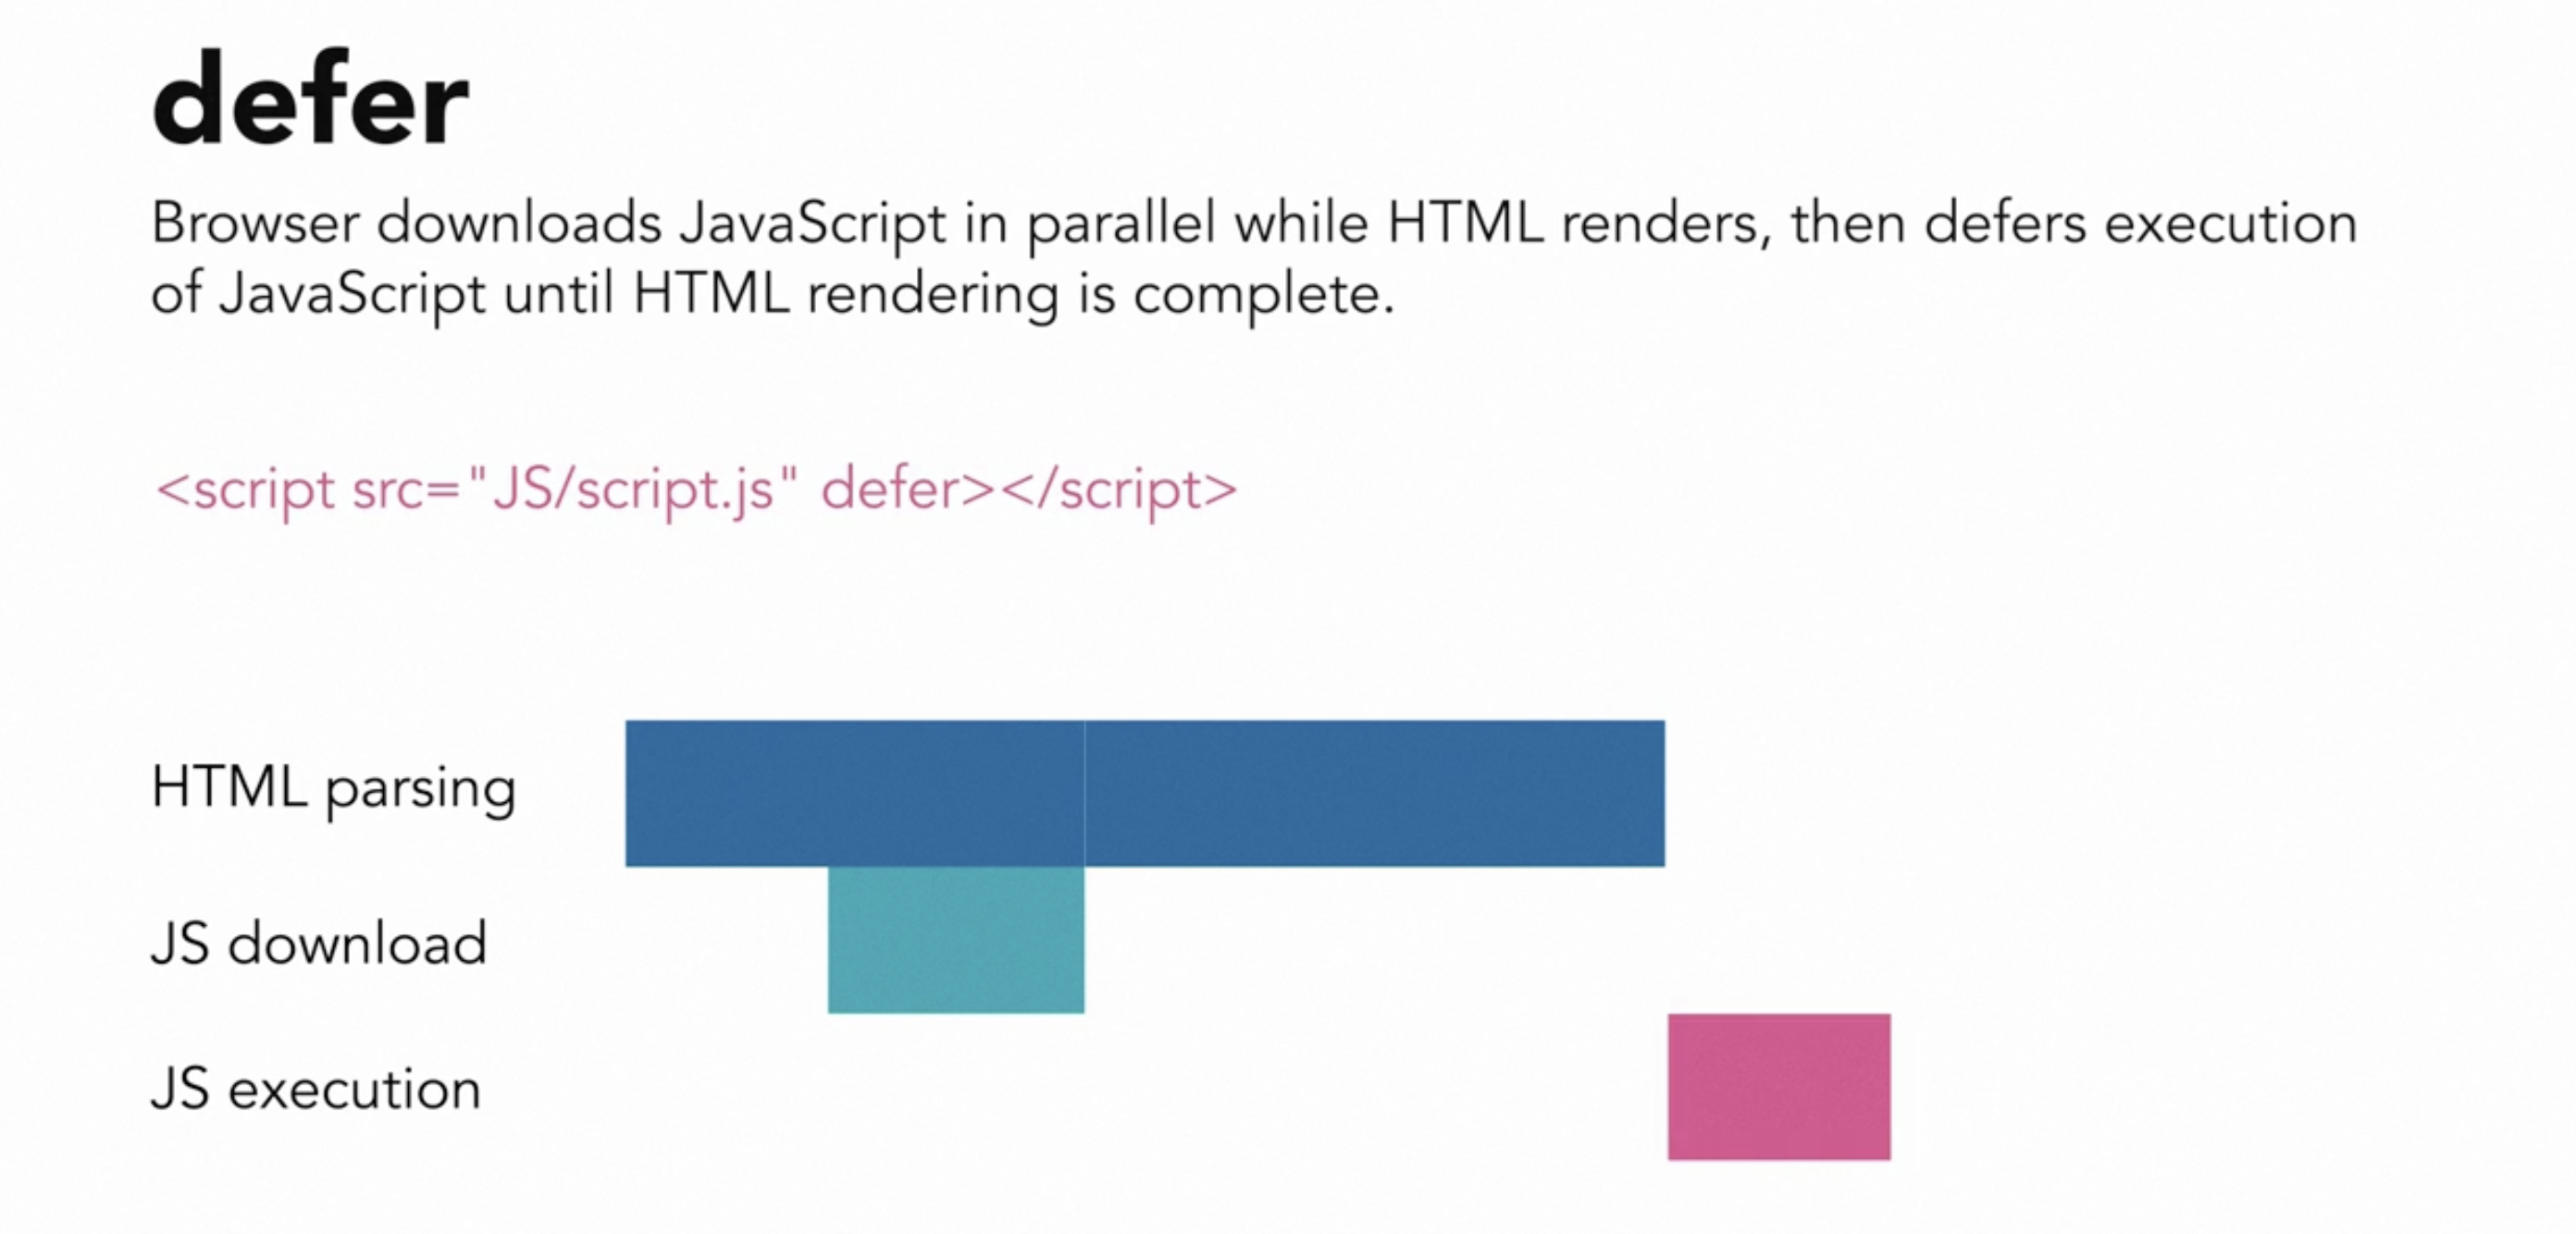 defer
Browser downloads JavaScript in parallel while HTML renders, then defers execution
of JavaScript until HTML rendering is complete.
<script src="JS/script.js" defer></script>
HTML parsing
JS download
JS execution